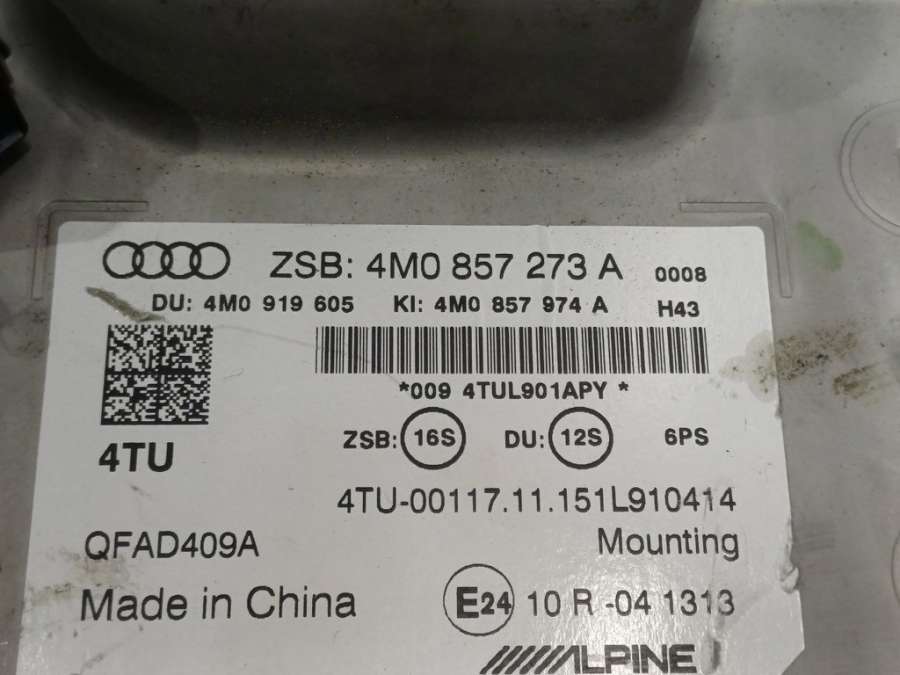 ZSB: 4M0 857 273 A 0008
DU: 4M0 919 605 KI: 4M0 857 974 A H43
*009 4TUL901APY *
ZSB: 16S DU: 12S 6PS
4TU
4TU-00117.11.151L910414
QFAD409A Mounting
Made in China E24 10 R -04 1313
ALPINE